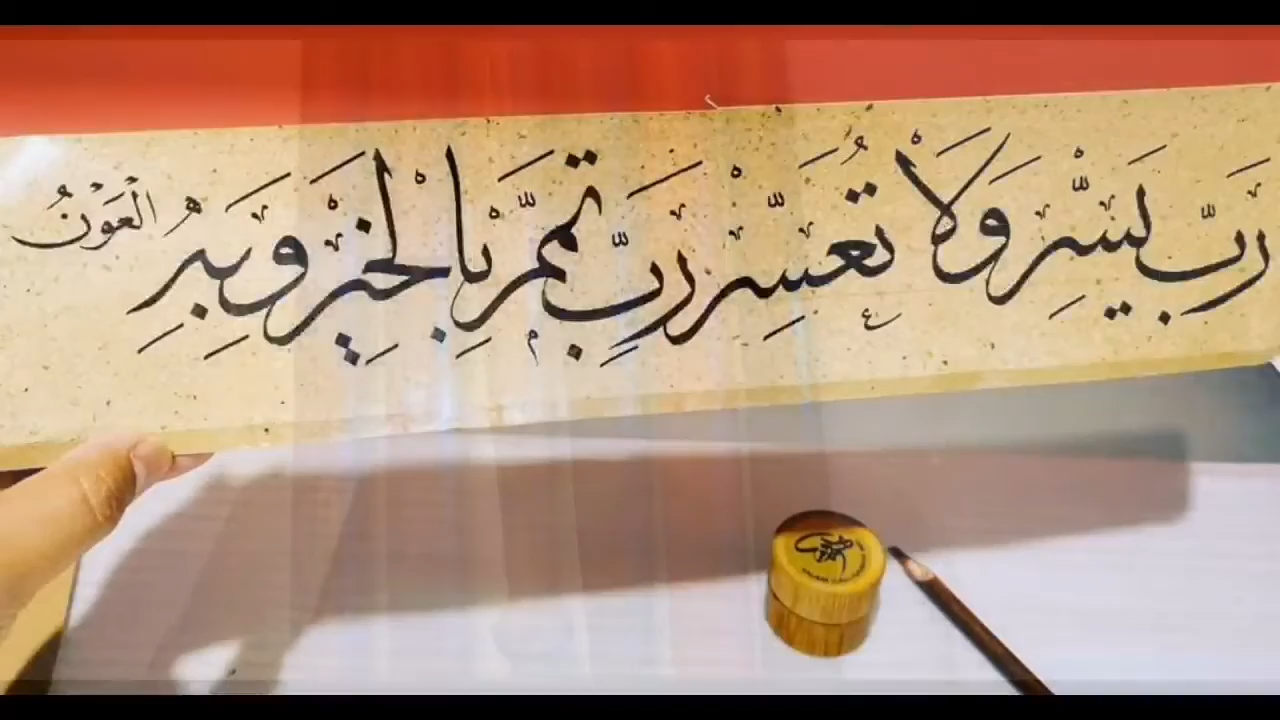 رَبِّ يَسِّرْ وَلَا تُعَسِّرْ رَبِّ تَمِّمْ بِالْخَيْرِ وَبِهِ الْعَوْنُ